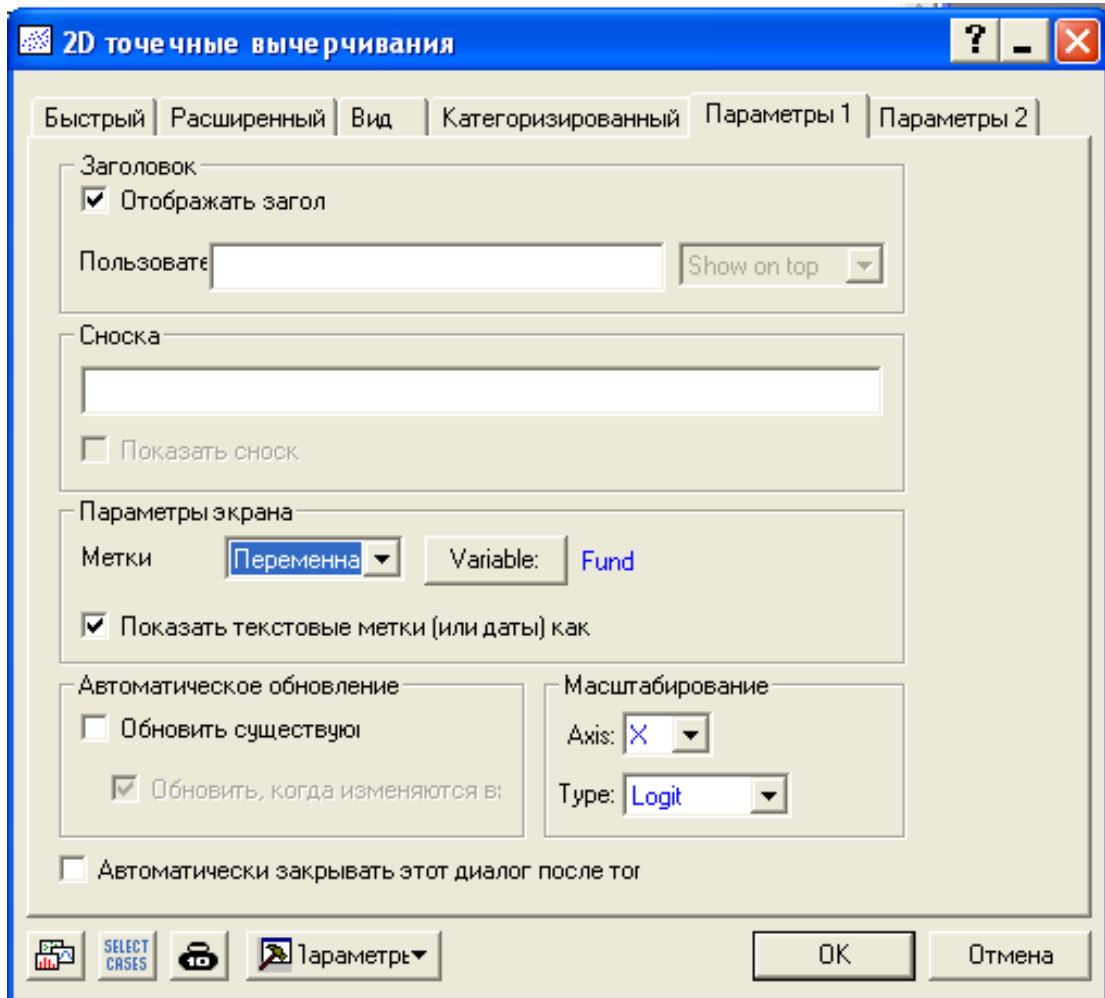 2D точечные вычерчивания
Быстрый Расширенный Вид Категоризированный Параметры 1 Параметры 2
Заголовок
Отображать загол
Пользовате Show on top
Сноска
Показать сноск
Параметры экрана
Метки Переменна Variable: Fund
Показать текстовые метки (или даты) как
Автоматическое обновление
Обновить существую
Обновить, когда изменяются в
Масштабирование
Axis: X
Type: Logit
Автоматически закрывать этот диалог после тог
SELECT
CASES
Параметры OK Отмена